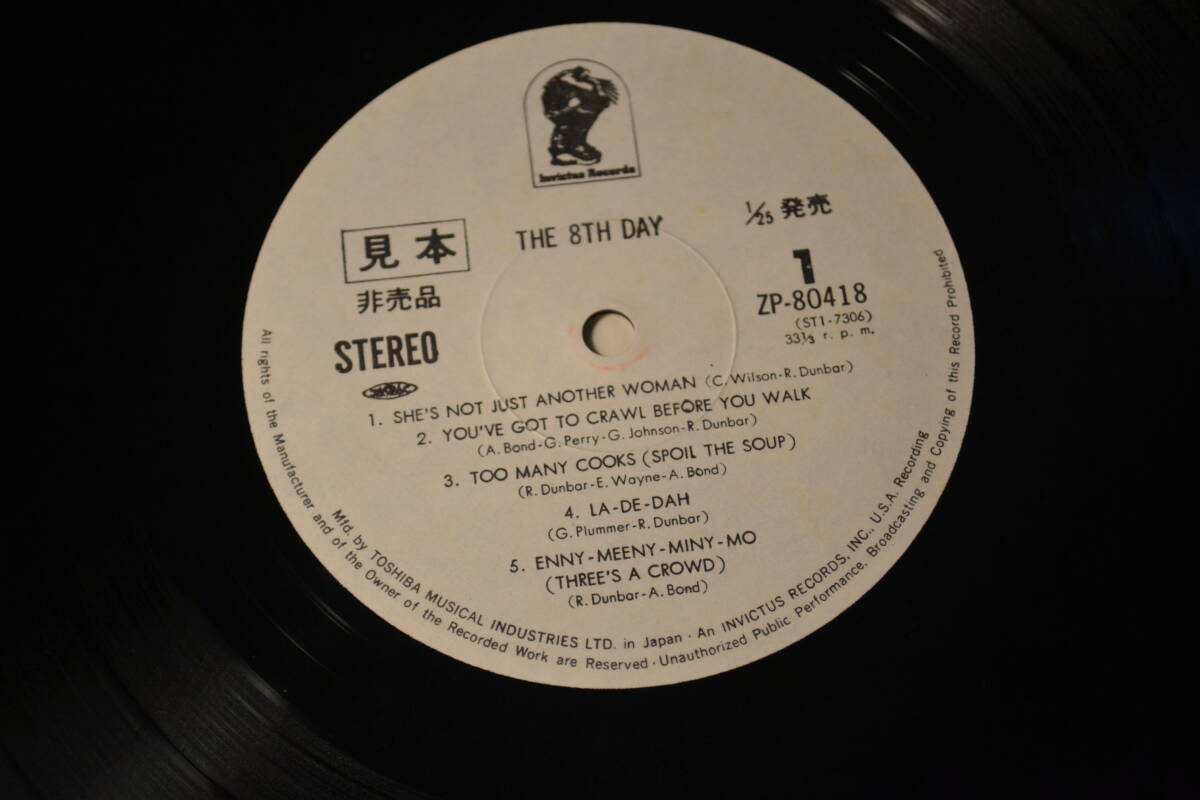 Invictus Records
見本
非売品
STEREO
THE 8TH DAY
1/25 発売
1
ZP-80418
(ST1-7306)
33⅓ r. p. m.
1. SHE'S NOT JUST ANOTHER WOMAN (C. Wilson-R. Dunbar)
2. YOU'VE GOT TO CRAWL BEFORE YOU WALK
(A. Bond-G. Perry-G. Johnson-R. Dunbar)
3. TOO MANY COOKS (SPOIL THE SOUP)
(R. Dunbar-E. Wayne-A. Bond)
4. LA-DE-DAH
(G. Plummer-R. Dunbar)
5. ENNY-MEENY-MINY-MO
(THREE'S A CROWD)
(R. Dunbar-A. Bond)
Mfd. by TOSHIBA MUSICAL INDUSTRIES LTD. in Japan · An INVICTUS RECORDS, INC., U.S.A. Recording
All rights of the Manufacturer and of the Owner of the Recorded Work are Reserved · Unauthorized Public Performance, Broadcasting and Copying of this Record Prohibited